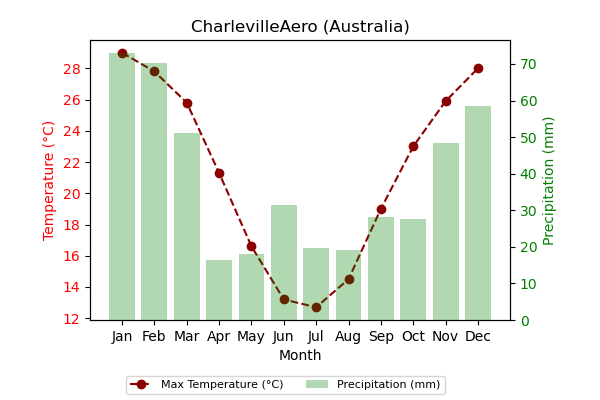 CharlevilleAero (Australia)
28
26
24
22
20
18
16
14
12
Temperature (°C)
70
60
50
40
30
20
10
0
Precipitation (mm)
Jan Feb Mar Apr May Jun Jul Aug Sep Oct Nov Dec
Month
Max Temperature (°C) Precipitation (mm)